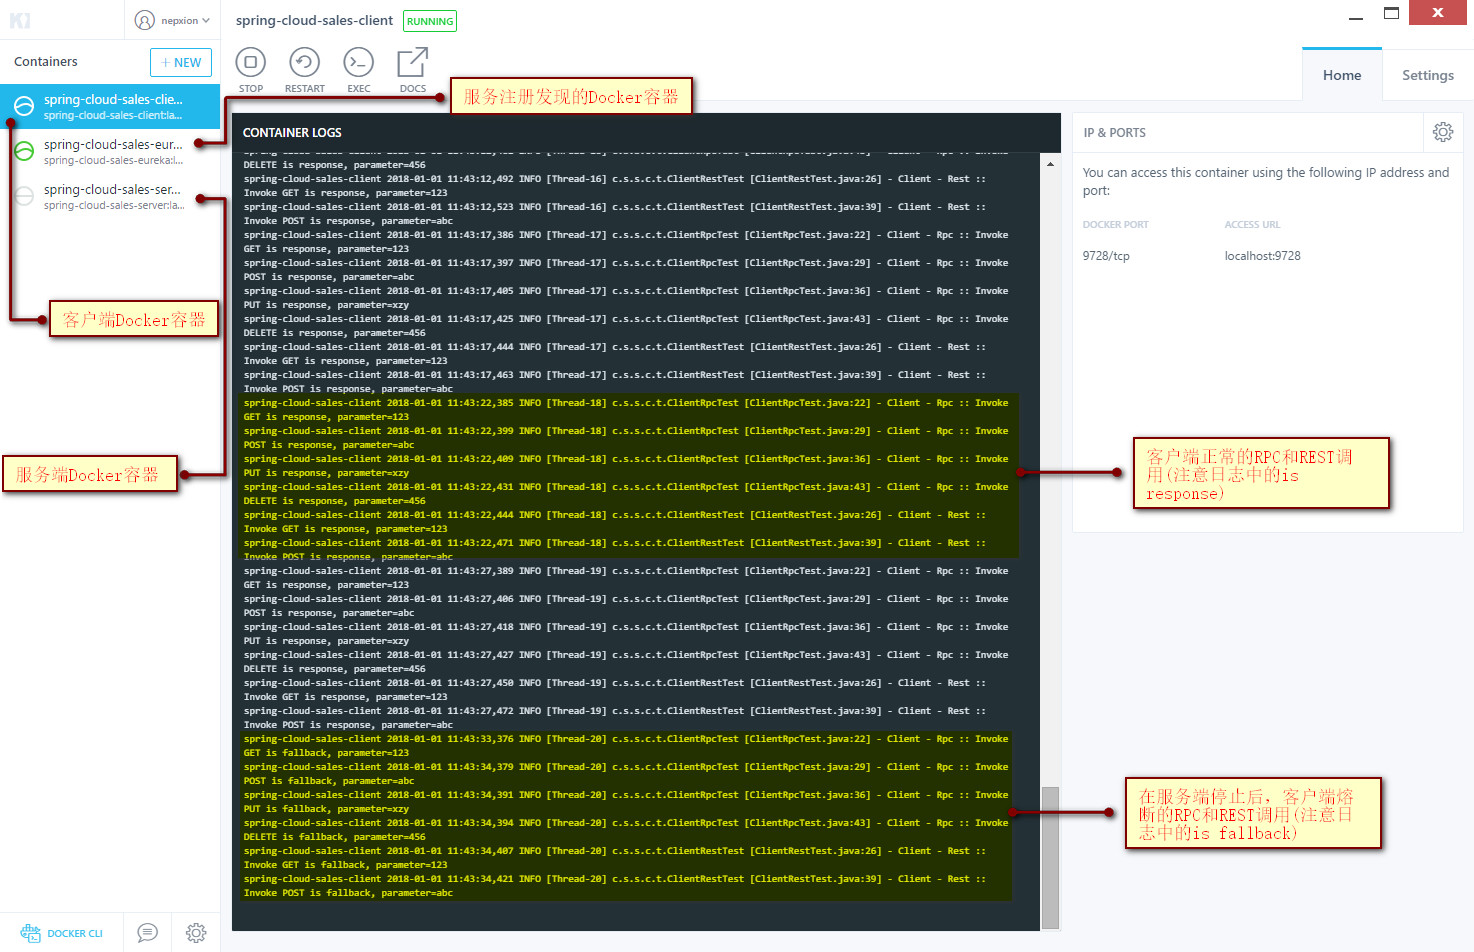 nepxion
spring-cloud-sales-client RUNNING
X
Containers
+ NEW
STOP
RESTART
EXEC
DOCS
Home
Settings
spring-cloud-sales-clie...
spring-cloud-sales-client:la...
spring-cloud-sales-eur...
spring-cloud-sales-eureka:l...
spring-cloud-sales-ser...
spring-cloud-sales-server:la...
服务注册发现的Docker容器
客户端Docker容器
服务端Docker容器
CONTAINER LOGS
DELETE is response, parameter=456
spring-cloud-sales-client 2018-01-01 11:43:12,492 INFO [Thread-16] c.s.s.c.t.ClientRestTest [ClientRestTest.java:26] - Client - Rest ::
Invoke GET is response, parameter=123
spring-cloud-sales-client 2018-01-01 11:43:12,523 INFO [Thread-16] c.s.s.c.t.ClientRestTest [ClientRestTest.java:39] - Client - Rest ::
Invoke POST is response, parameter=abc
spring-cloud-sales-client 2018-01-01 11:43:17,386 INFO [Thread-17] c.s.s.c.t.ClientRpcTest [ClientRpcTest.java:22] - Client - Rpc :: Invoke
GET is response, parameter=123
spring-cloud-sales-client 2018-01-01 11:43:17,397 INFO [Thread-17] c.s.s.c.t.ClientRpcTest [ClientRpcTest.java:29] - Client - Rpc :: Invoke
POST is response, parameter=abc
spring-cloud-sales-client 2018-01-01 11:43:17,405 INFO [Thread-17] c.s.s.c.t.ClientRpcTest [ClientRpcTest.java:36] - Client - Rpc :: Invoke
PUT is response, parameter=xzy
spring-cloud-sales-client 2018-01-01 11:43:17,425 INFO [Thread-17] c.s.s.c.t.ClientRpcTest [ClientRpcTest.java:43] - Client - Rpc :: Invoke
DELETE is response, parameter=456
spring-cloud-sales-client 2018-01-01 11:43:17,444 INFO [Thread-17] c.s.s.c.t.ClientRestTest [ClientRestTest.java:26] - Client - Rest ::
Invoke GET is response, parameter=123
spring-cloud-sales-client 2018-01-01 11:43:17,463 INFO [Thread-17] c.s.s.c.t.ClientRestTest [ClientRestTest.java:39] - Client - Rest ::
Invoke POST is response, parameter=abc
spring-cloud-sales-client 2018-01-01 11:43:22,385 INFO [Thread-18] c.s.s.c.t.ClientRpcTest [ClientRpcTest.java:22] - Client - Rpc :: Invoke
GET is response, parameter=123
spring-cloud-sales-client 2018-01-01 11:43:22,399 INFO [Thread-18] c.s.s.c.t.ClientRpcTest [ClientRpcTest.java:29] - Client - Rpc :: Invoke
POST is response, parameter=abc
spring-cloud-sales-client 2018-01-01 11:43:22,409 INFO [Thread-18] c.s.s.c.t.ClientRpcTest [ClientRpcTest.java:36] - Client - Rpc :: Invoke
PUT is response, parameter=xzy
spring-cloud-sales-client 2018-01-01 11:43:22,431 INFO [Thread-18] c.s.s.c.t.ClientRpcTest [ClientRpcTest.java:43] - Client - Rpc :: Invoke
DELETE is response, parameter=456
spring-cloud-sales-client 2018-01-01 11:43:22,444 INFO [Thread-18] c.s.s.c.t.ClientRestTest [ClientRestTest.java:26] - Client - Rest ::
Invoke GET is response, parameter=123
spring-cloud-sales-client 2018-01-01 11:43:22,471 INFO [Thread-18] c.s.s.c.t.ClientRestTest [ClientRestTest.java:39] - Client - Rest ::
Invoke POST is response, parameter=abc
spring-cloud-sales-client 2018-01-01 11:43:27,389 INFO [Thread-19] c.s.s.c.t.ClientRpcTest [ClientRpcTest.java:22] - Client - Rpc :: Invoke
GET is response, parameter=123
spring-cloud-sales-client 2018-01-01 11:43:27,406 INFO [Thread-19] c.s.s.c.t.ClientRpcTest [ClientRpcTest.java:29] - Client - Rpc :: Invoke
POST is response, parameter=abc
spring-cloud-sales-client 2018-01-01 11:43:27,418 INFO [Thread-19] c.s.s.c.t.ClientRpcTest [ClientRpcTest.java:36] - Client - Rpc :: Invoke
PUT is response, parameter=xzy
spring-cloud-sales-client 2018-01-01 11:43:27,427 INFO [Thread-19] c.s.s.c.t.ClientRpcTest [ClientRpcTest.java:43] - Client - Rpc :: Invoke
DELETE is response, parameter=456
spring-cloud-sales-client 2018-01-01 11:43:27,450 INFO [Thread-19] c.s.s.c.t.ClientRestTest [ClientRestTest.java:26] - Client - Rest ::
Invoke GET is response, parameter=123
spring-cloud-sales-client 2018-01-01 11:43:27,472 INFO [Thread-19] c.s.s.c.t.ClientRestTest [ClientRestTest.java:39] - Client - Rest ::
Invoke POST is response, parameter=abc
spring-cloud-sales-client 2018-01-01 11:43:33,376 INFO [Thread-20] c.s.s.c.t.ClientRpcTest [ClientRpcTest.java:22] - Client - Rpc :: Invoke
GET is fallback, parameter=123
spring-cloud-sales-client 2018-01-01 11:43:34,379 INFO [Thread-20] c.s.s.c.t.ClientRpcTest [ClientRpcTest.java:29] - Client - Rpc :: Invoke
POST is fallback, parameter=abc
spring-cloud-sales-client 2018-01-01 11:43:34,391 INFO [Thread-20] c.s.s.c.t.ClientRpcTest [ClientRpcTest.java:36] - Client - Rpc :: Invoke
PUT is fallback, parameter=xzy
spring-cloud-sales-client 2018-01-01 11:43:34,394 INFO [Thread-20] c.s.s.c.t.ClientRpcTest [ClientRpcTest.java:43] - Client - Rpc :: Invoke
DELETE is fallback, parameter=456
spring-cloud-sales-client 2018-01-01 11:43:34,407 INFO [Thread-20] c.s.s.c.t.ClientRestTest [ClientRestTest.java:26] - Client - Rest ::
Invoke GET is fallback, parameter=123
spring-cloud-sales-client 2018-01-01 11:43:34,421 INFO [Thread-20] c.s.s.c.t.ClientRestTest [ClientRestTest.java:39] - Client - Rest ::
Invoke POST is fallback, parameter=abc
IP & PORTS
You can access this container using the following IP address and
port:
DOCKER PORT
ACCESS URL
9728/tcp
localhost:9728
客户端正常的RPC和REST调
用(注意日志中的is
response)
在服务端停止后，客户端熔
断的RPC和REST调用(注意日
志中的is fallback)
DOCKER CLI